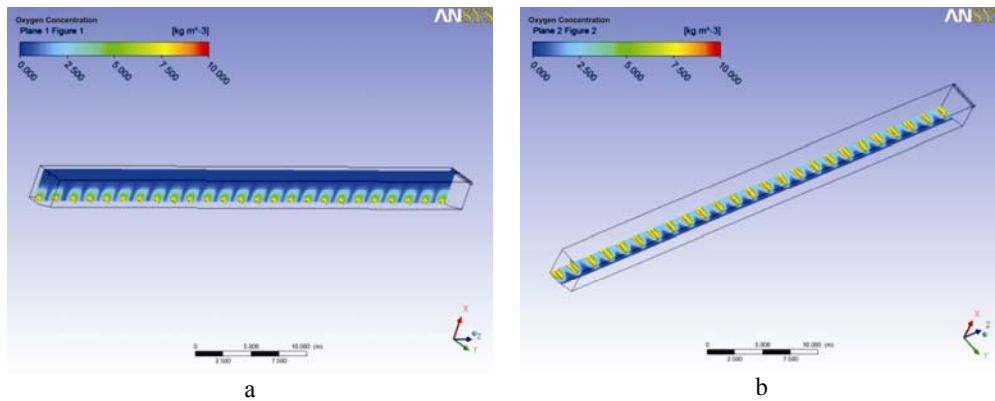 ANSYS
Oxygen Concentration
Plane 1 Figure 1 [kg m^-3]
0.000 2.500 5.000 7.500 10.000
X
Z
Y
0 5.000 10.000 (m)
2.500 7.500
a
ANSYS
Oxygen Concentration
Plane 2 Figure 2 [kg m^-3]
0.000 2.500 5.000 7.500 10.000
X
Z
Y
0 5.000 10.000 (m)
2.500 7.500
b